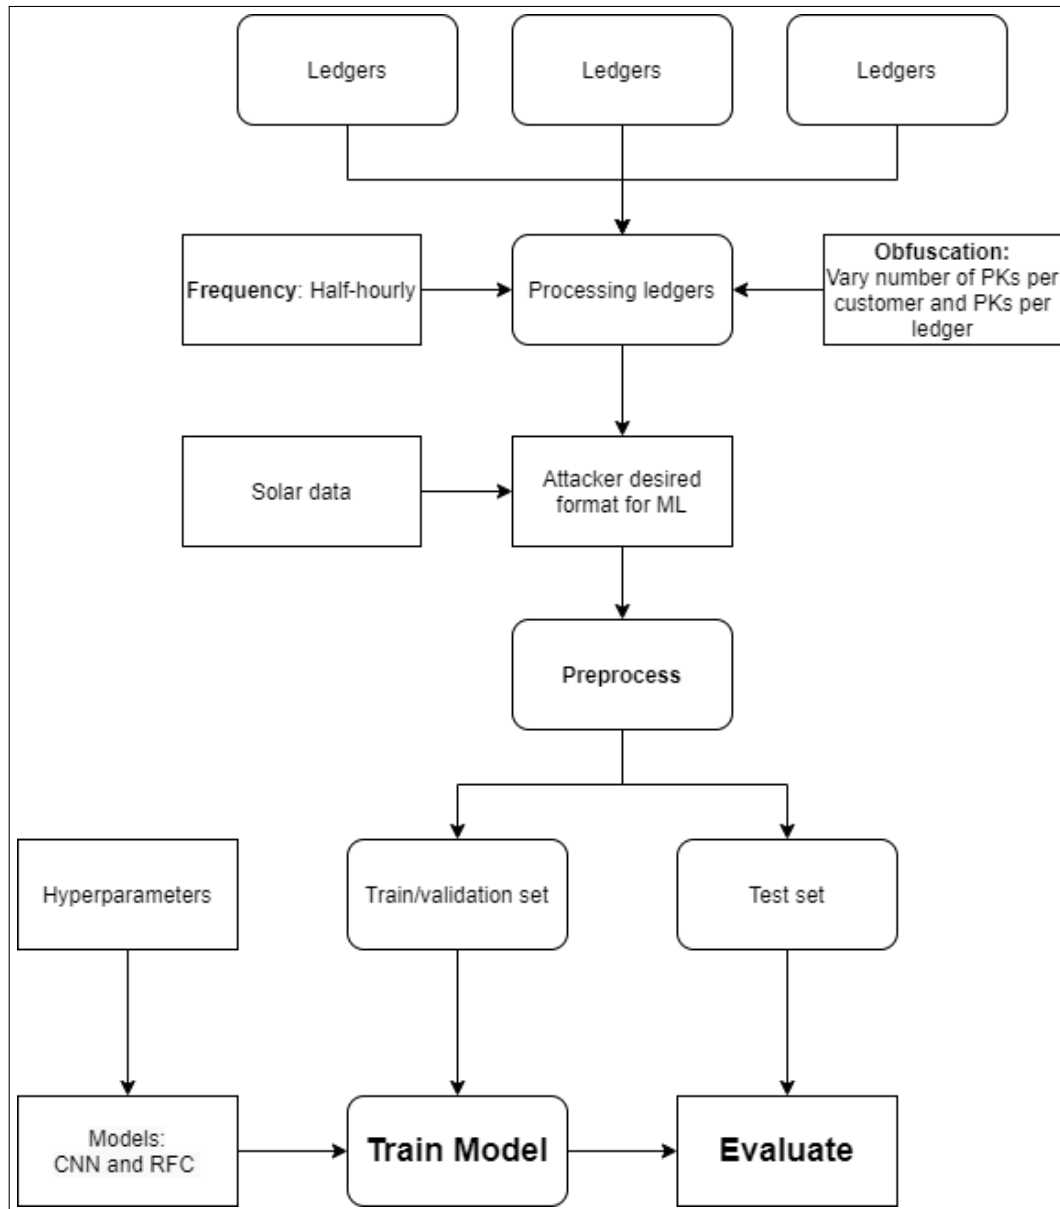 Ledgers
Ledgers
Ledgers
Frequency: Half-hourly
Processing ledgers
Obfuscation:
Vary number of PKs per
customer and PKs per
ledger
Solar data
Attacker desired
format for ML
Preprocess
Hyperparameters
Train/validation set
Test set
Models:
CNN and RFC
Train Model
Evaluate